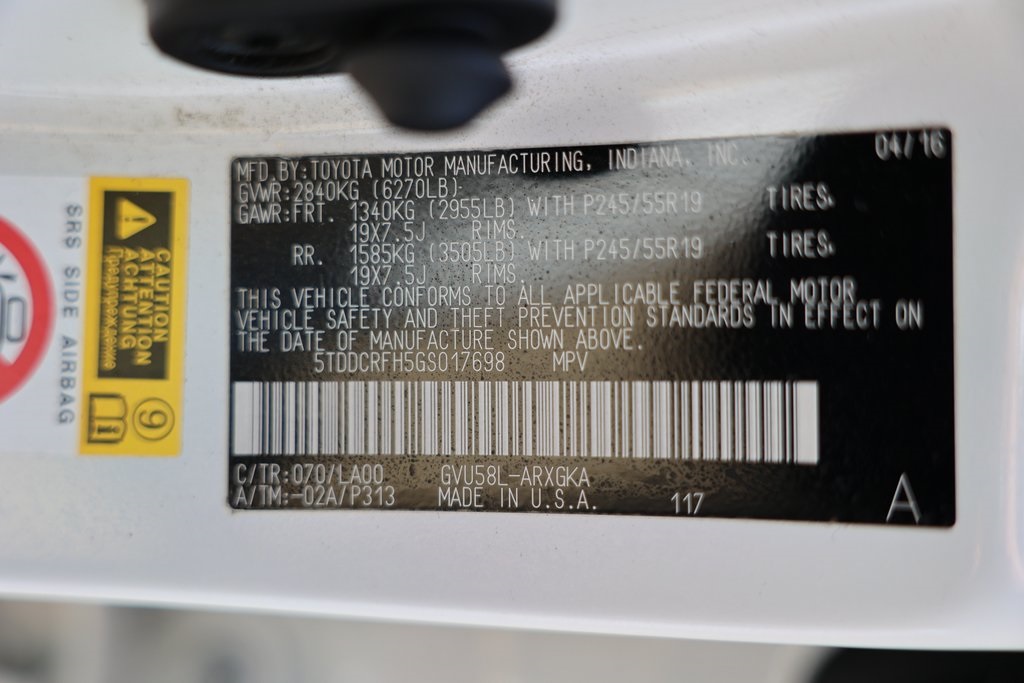 04/16
MFD.BY:TOYOTA MOTOR MANUFACTURING, INDIANA, INC.
GVWR:2840KG (6270LB)
GAWR:FRT. 1340KG (2955LB) WITH P245/55R19 TIRES,
19X7.5J RIMS.
RR. 1585KG (3505LB) WITH P245/55R19 TIRES,
19X7.5J RIMS.
THIS VEHICLE CONFORMS TO ALL APPLICABLE FEDERAL MOTOR
VEHICLE SAFETY AND THEFT PREVENTION STANDARDS IN EFFECT ON
THE DATE OF MANUFACTURE SHOWN ABOVE.
5TDDCRFH5GS017698 MPV
C/TR:070/LA00 GVU58L-ARXGKA
A/TM:-02A/P313 MADE IN U.S.A. 117
A
CAUTION
ATTENTION
ACHTUNG
Предупреждение
9
SRS SIDE AIRBAG